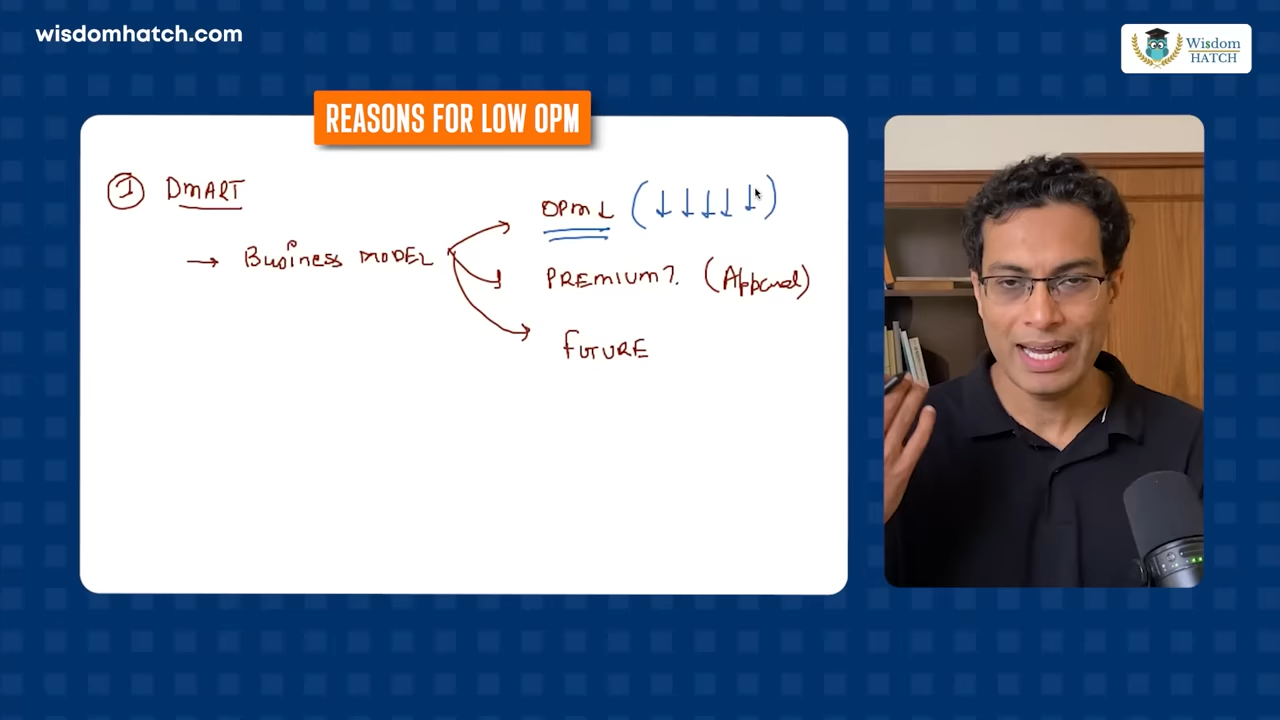 wisdomhatch.com
Wisdom
HATCH
REASONS FOR LOW OPM
① DMART
→ Business MODEL
OPM↓ (↓↓↓↓↓)
PREMIUM%. (Apparel)
FUTURE